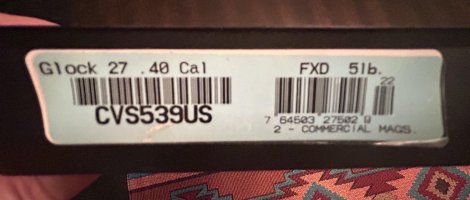 Glock 27 .40 Cal
FXD 5lb.
22
CVS539US
7 64503 27502 9
2 - COMMERCIAL MAGS.